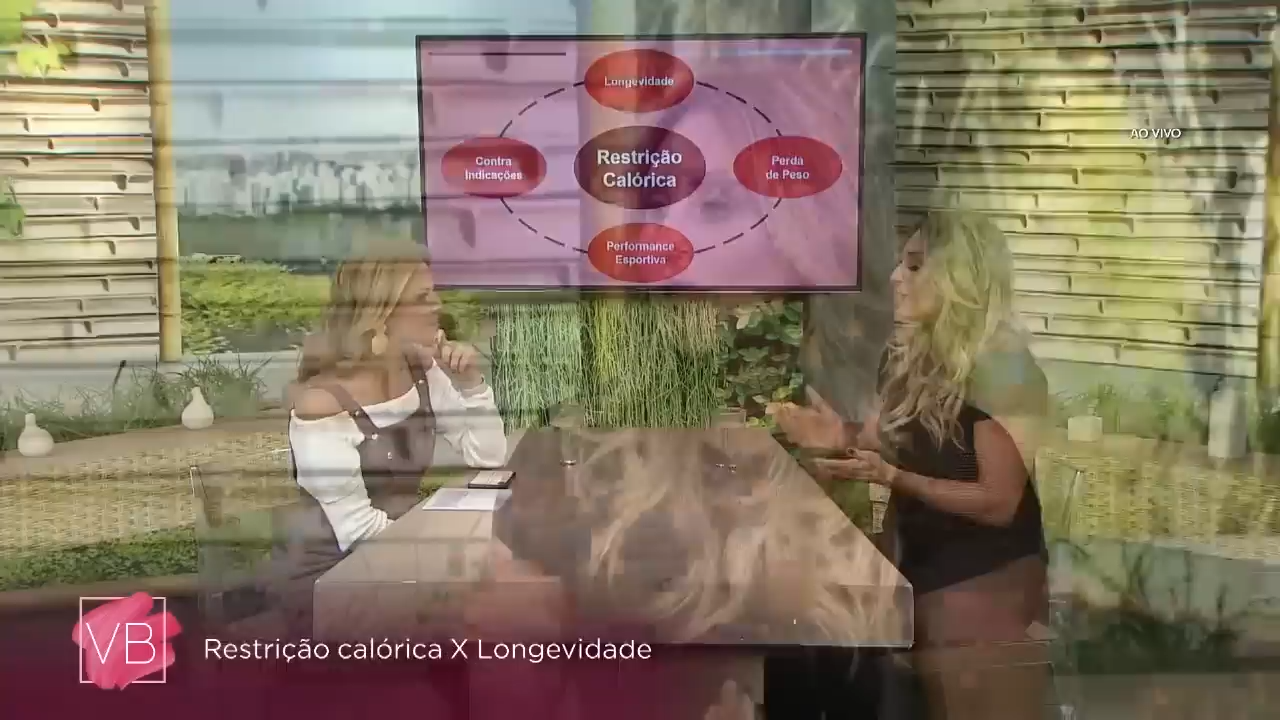 Longevidade
AO VIVO
Contra
Indicações
Restrição
Calórica
Perda
de Peso
Performance
Esportiva
VB
Restrição calórica X Longevidade